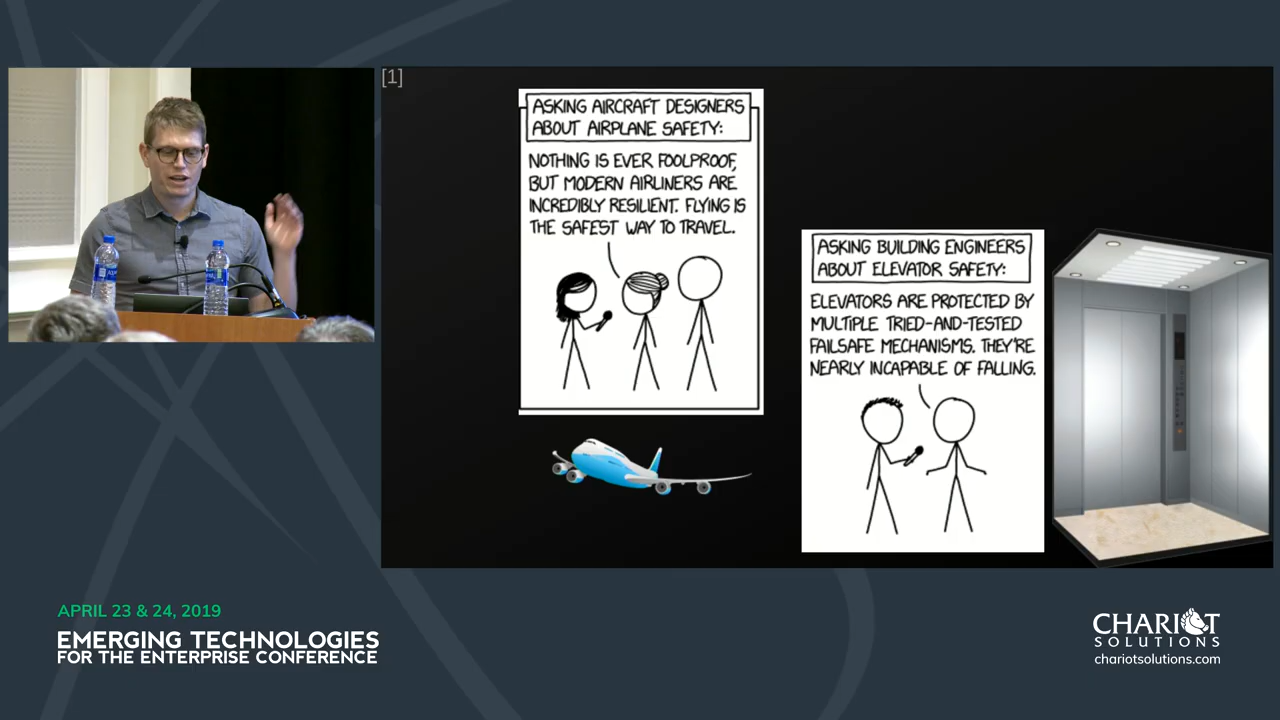 [1]
ASKING AIRCRAFT DESIGNERS
ABOUT AIRPLANE SAFETY:
NOTHING IS EVER FOOLPROOF,
BUT MODERN AIRLINERS ARE
INCREDIBLY RESILIENT. FLYING IS
THE SAFEST WAY TO TRAVEL.
ASKING BUILDING ENGINEERS
ABOUT ELEVATOR SAFETY:
ELEVATORS ARE PROTECTED BY
MULTIPLE TRIED-AND-TESTED
FAILSAFE MECHANISMS. THEY'RE
NEARLY INCAPABLE OF FALLING.
APRIL 23 & 24, 2019
EMERGING TECHNOLOGIES
FOR THE ENTERPRISE CONFERENCE
CHARIOT
SOLUTIONS
chariotsolutions.com